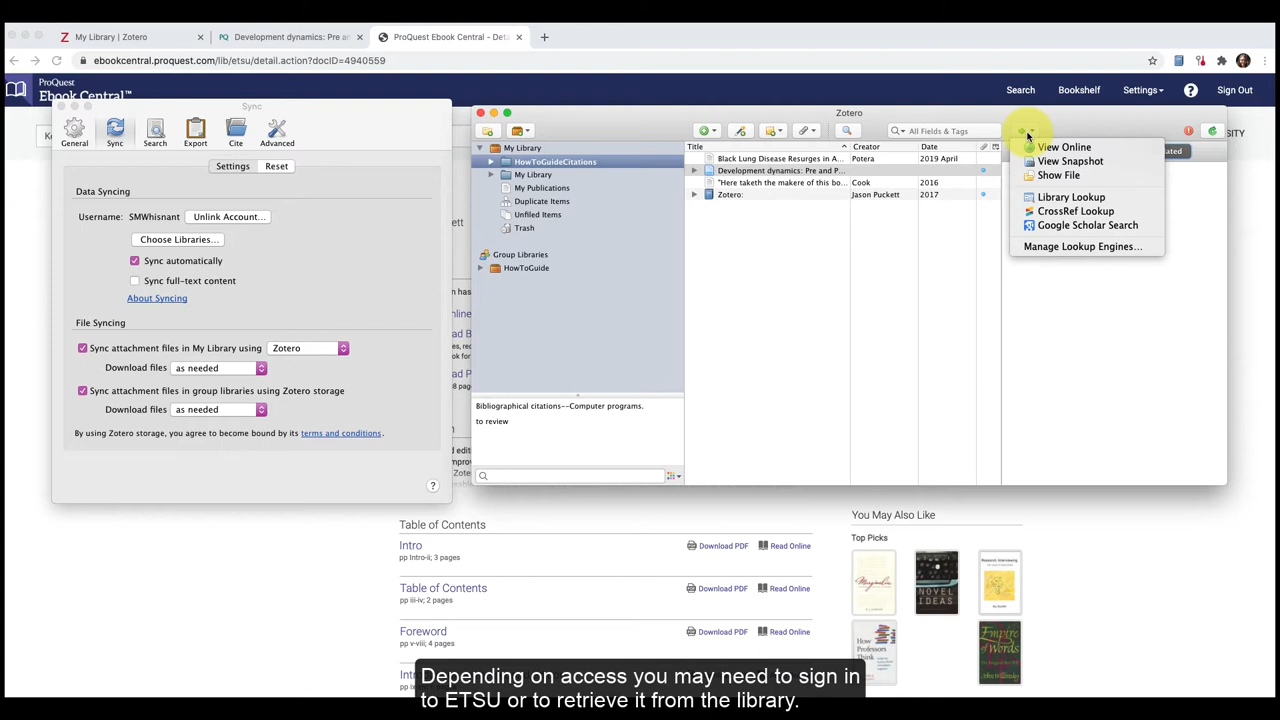 My Library | Zotero
PQ Development dynamics: Pre an
ProQuest Ebook Central - Deta
ebookcentral.proquest.com/lib/etsu/detail.action?docID=4940559
ProQuest
Ebook Central™
Search
Bookshelf
Settings
Sign Out
Sync
General
Sync
Search
Export
Cite
Advanced
Settings
Reset
Data Syncing
Username: SMWhisnant
Unlink Account...
Choose Libraries...
Sync automatically
Sync full-text content
About Syncing
File Syncing
Sync attachment files in My Library using
Zotero
Download files
as needed
Sync attachment files in group libraries using Zotero storage
Download files
as needed
By using Zotero storage, you agree to become bound by its terms and conditions.
Zotero
All Fields & Tags
My Library
HowToGuideCitations
My Library
My Publications
Duplicate Items
Unfiled Items
Trash
Group Libraries
HowToGuide
Bibliographical citations--Computer programs.
to review
Title
Creator
Date
Black Lung Disease Resurges in A...
Potera
2019 April
Development dynamics: Pre and P...
"Here taketh the makere of this bo...
Cook
2016
Zotero:
Jason Puckett
2017
View Online
View Snapshot
Show File
Library Lookup
CrossRef Lookup
Google Scholar Search
Manage Lookup Engines...
ated
SITY
Table of Contents
Intro
pp Intro-ii; 3 pages
Download PDF
Read Online
Table of Contents
pp iii-iv; 2 pages
Download PDF
Read Online
Foreword
pp v-viii; 4 pages
Download PDF
Read Online
You May Also Like
Top Picks
Marginalia
NOVEL
IDEAS
How
Professors
Think
Empire
of
Words
Depending on access you may need to sign in
to ETSU or to retrieve it from the library.